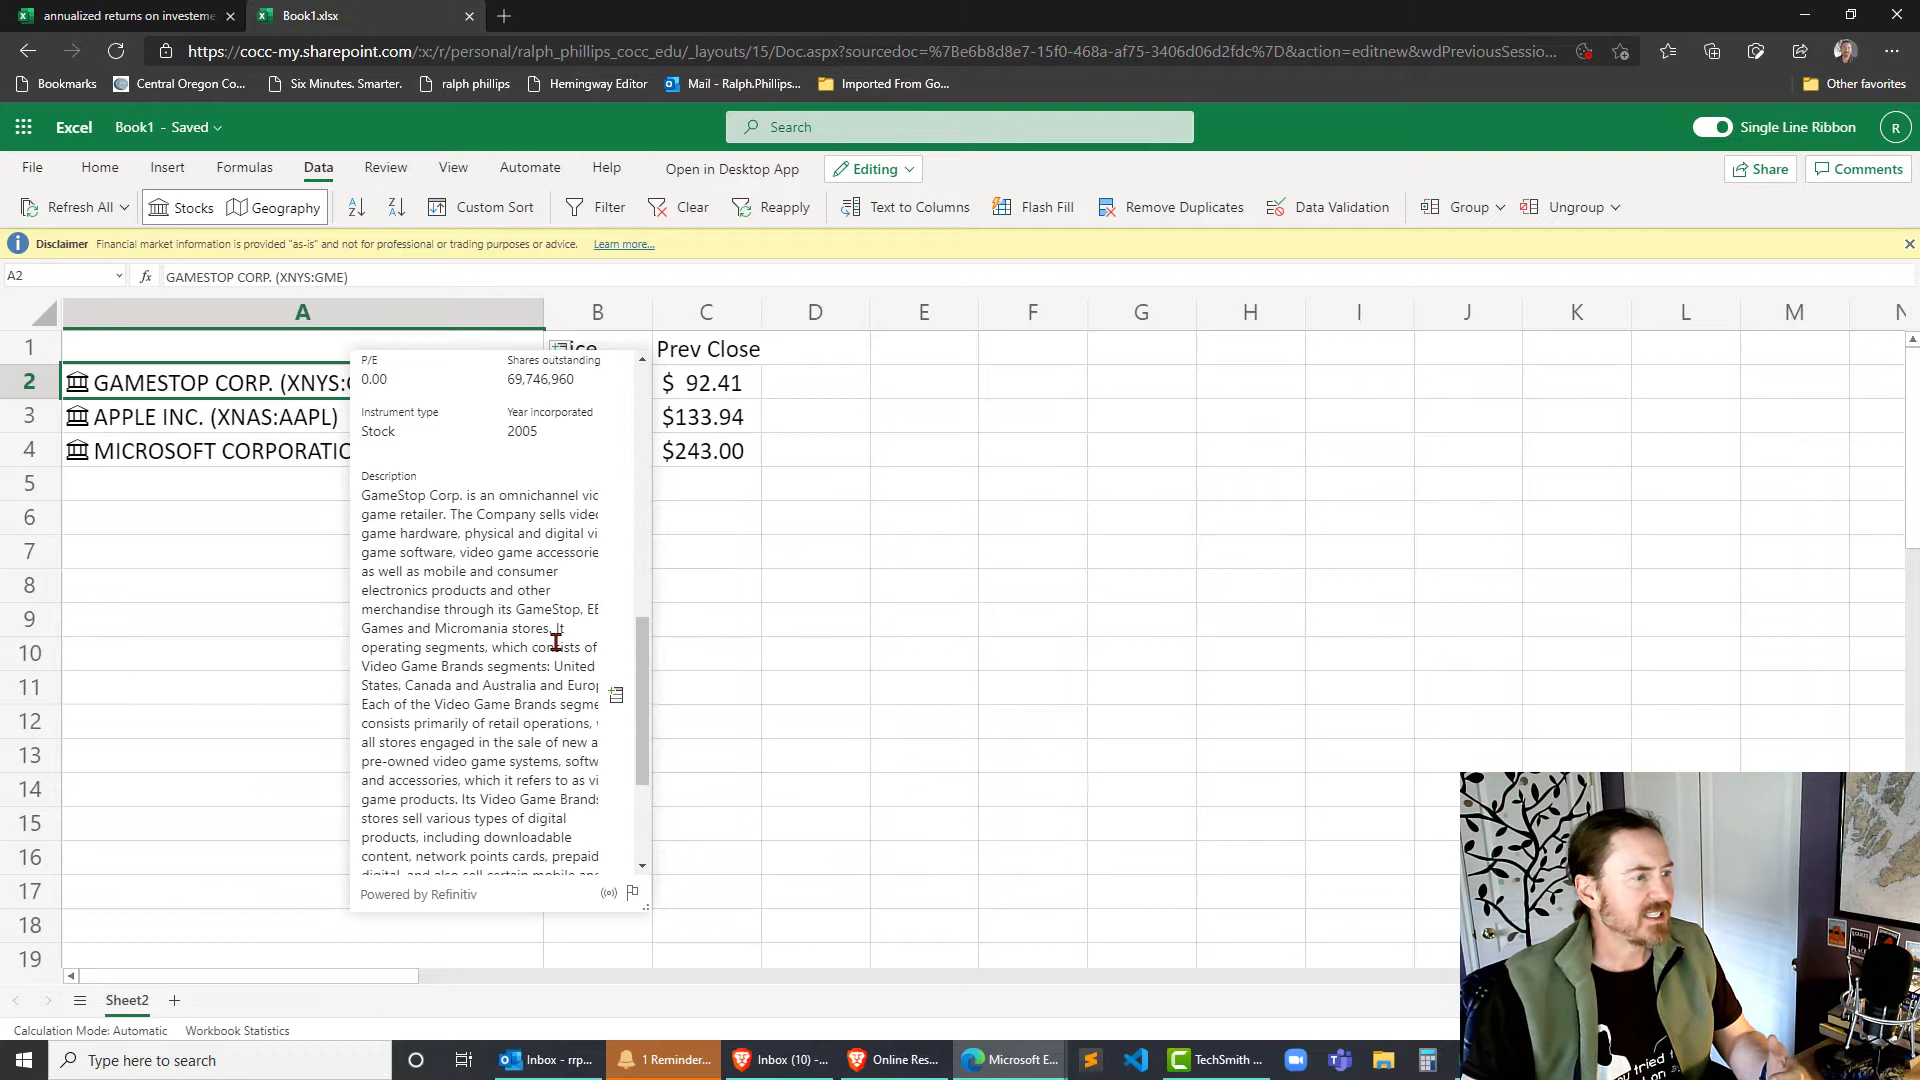 annualized returns on investeme
Book1.xlsx
https://cocc-my.sharepoint.com/:x:/r/personal/ralph_phillips_cocc_edu/_layouts/15/Doc.aspx?sourcedoc=%7Be6b8d8e7-15f0-468a-af75-3406d06d2fdc%7D&action=editnew&wdPreviousSessio...
Bookmarks Central Oregon Co... Six Minutes. Smarter. ralph phillips Hemingway Editor Mail - Ralph.Phillips... Imported From Go... Other favorites
Excel Book1 - Saved Search Single Line Ribbon R
File Home Insert Formulas Data Review View Automate Help Open in Desktop App Editing Share Comments
Refresh All Stocks Geography Custom Sort Filter Clear Reapply Text to Columns Flash Fill Remove Duplicates Data Validation Group Ungroup
Disclaimer Financial market information is provided "as-is" and not for professional or trading purposes or advice. Learn more...
A2 fx GAMESTOP CORP. (XNYS:GME)
A B C D E F G H I J K L M N
1 ice Prev Close
2 GAMESTOP CORP. (XNYS:G $ 92.41
3 APPLE INC. (XNAS:AAPL) $133.94
4 MICROSOFT CORPORATIO $243.00
5
6
7
8
9
10
11
12
13
14
15
16
17
18
19
P/E Shares outstanding
0.00 69,746,960
Instrument type Year incorporated
Stock 2005
Description
GameStop Corp. is an omnichannel vic
game retailer. The Company sells video
game hardware, physical and digital vi
game software, video game accessorie
as well as mobile and consumer
electronics products and other
merchandise through its GameStop, EE
Games and Micromania stores. It
operating segments, which consists of
Video Game Brands segments: United
States, Canada and Australia and Europ
Each of the Video Game Brands segme
consists primarily of retail operations, w
all stores engaged in the sale of new a
pre-owned video game systems, softw
and accessories, which it refers to as vi
game products. Its Video Game Brands
stores sell various types of digital
products, including downloadable
content, network points cards, prepaid
digital, and also sell certain mobile an
Powered by Refinitiv
Sheet2
Calculation Mode: Automatic Workbook Statistics
Type here to search Inbox - rrp... 1 Reminder... Inbox (10) -... Online Res... Microsoft E... TechSmith ...